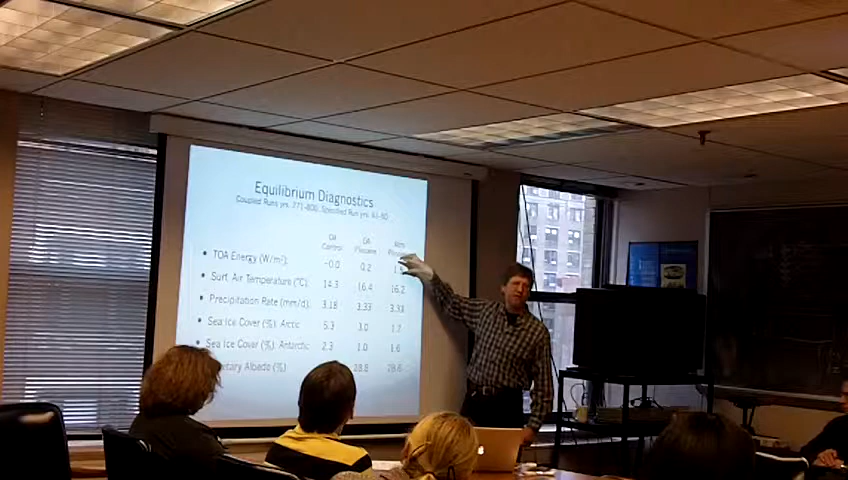 Equilibrium Diagnostics
Coupled Runs yrs. 771-800, Specified Run yrs. 41-50
OA Control OA Pliocene Atm
• TOA Energy (W/m²): -0.0 0.2
• Surf. Air Temperature (°C): 14.3 16.4 16.2
• Precipitation Rate (mm/d): 3.18 3.33 3.33
• Sea Ice Cover (%): Arctic 5.3 3.0 1.7
• Sea Ice Cover (%): Antarctic 2.3 1.0 1.6
etary Albedo (%) 28.8 28.6